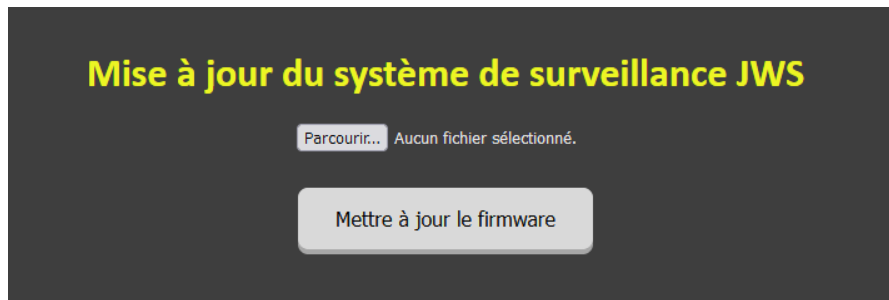 Mise à jour du système de surveillance JWS
Parcourir... Aucun fichier sélectionné.
Mettre à jour le firmware